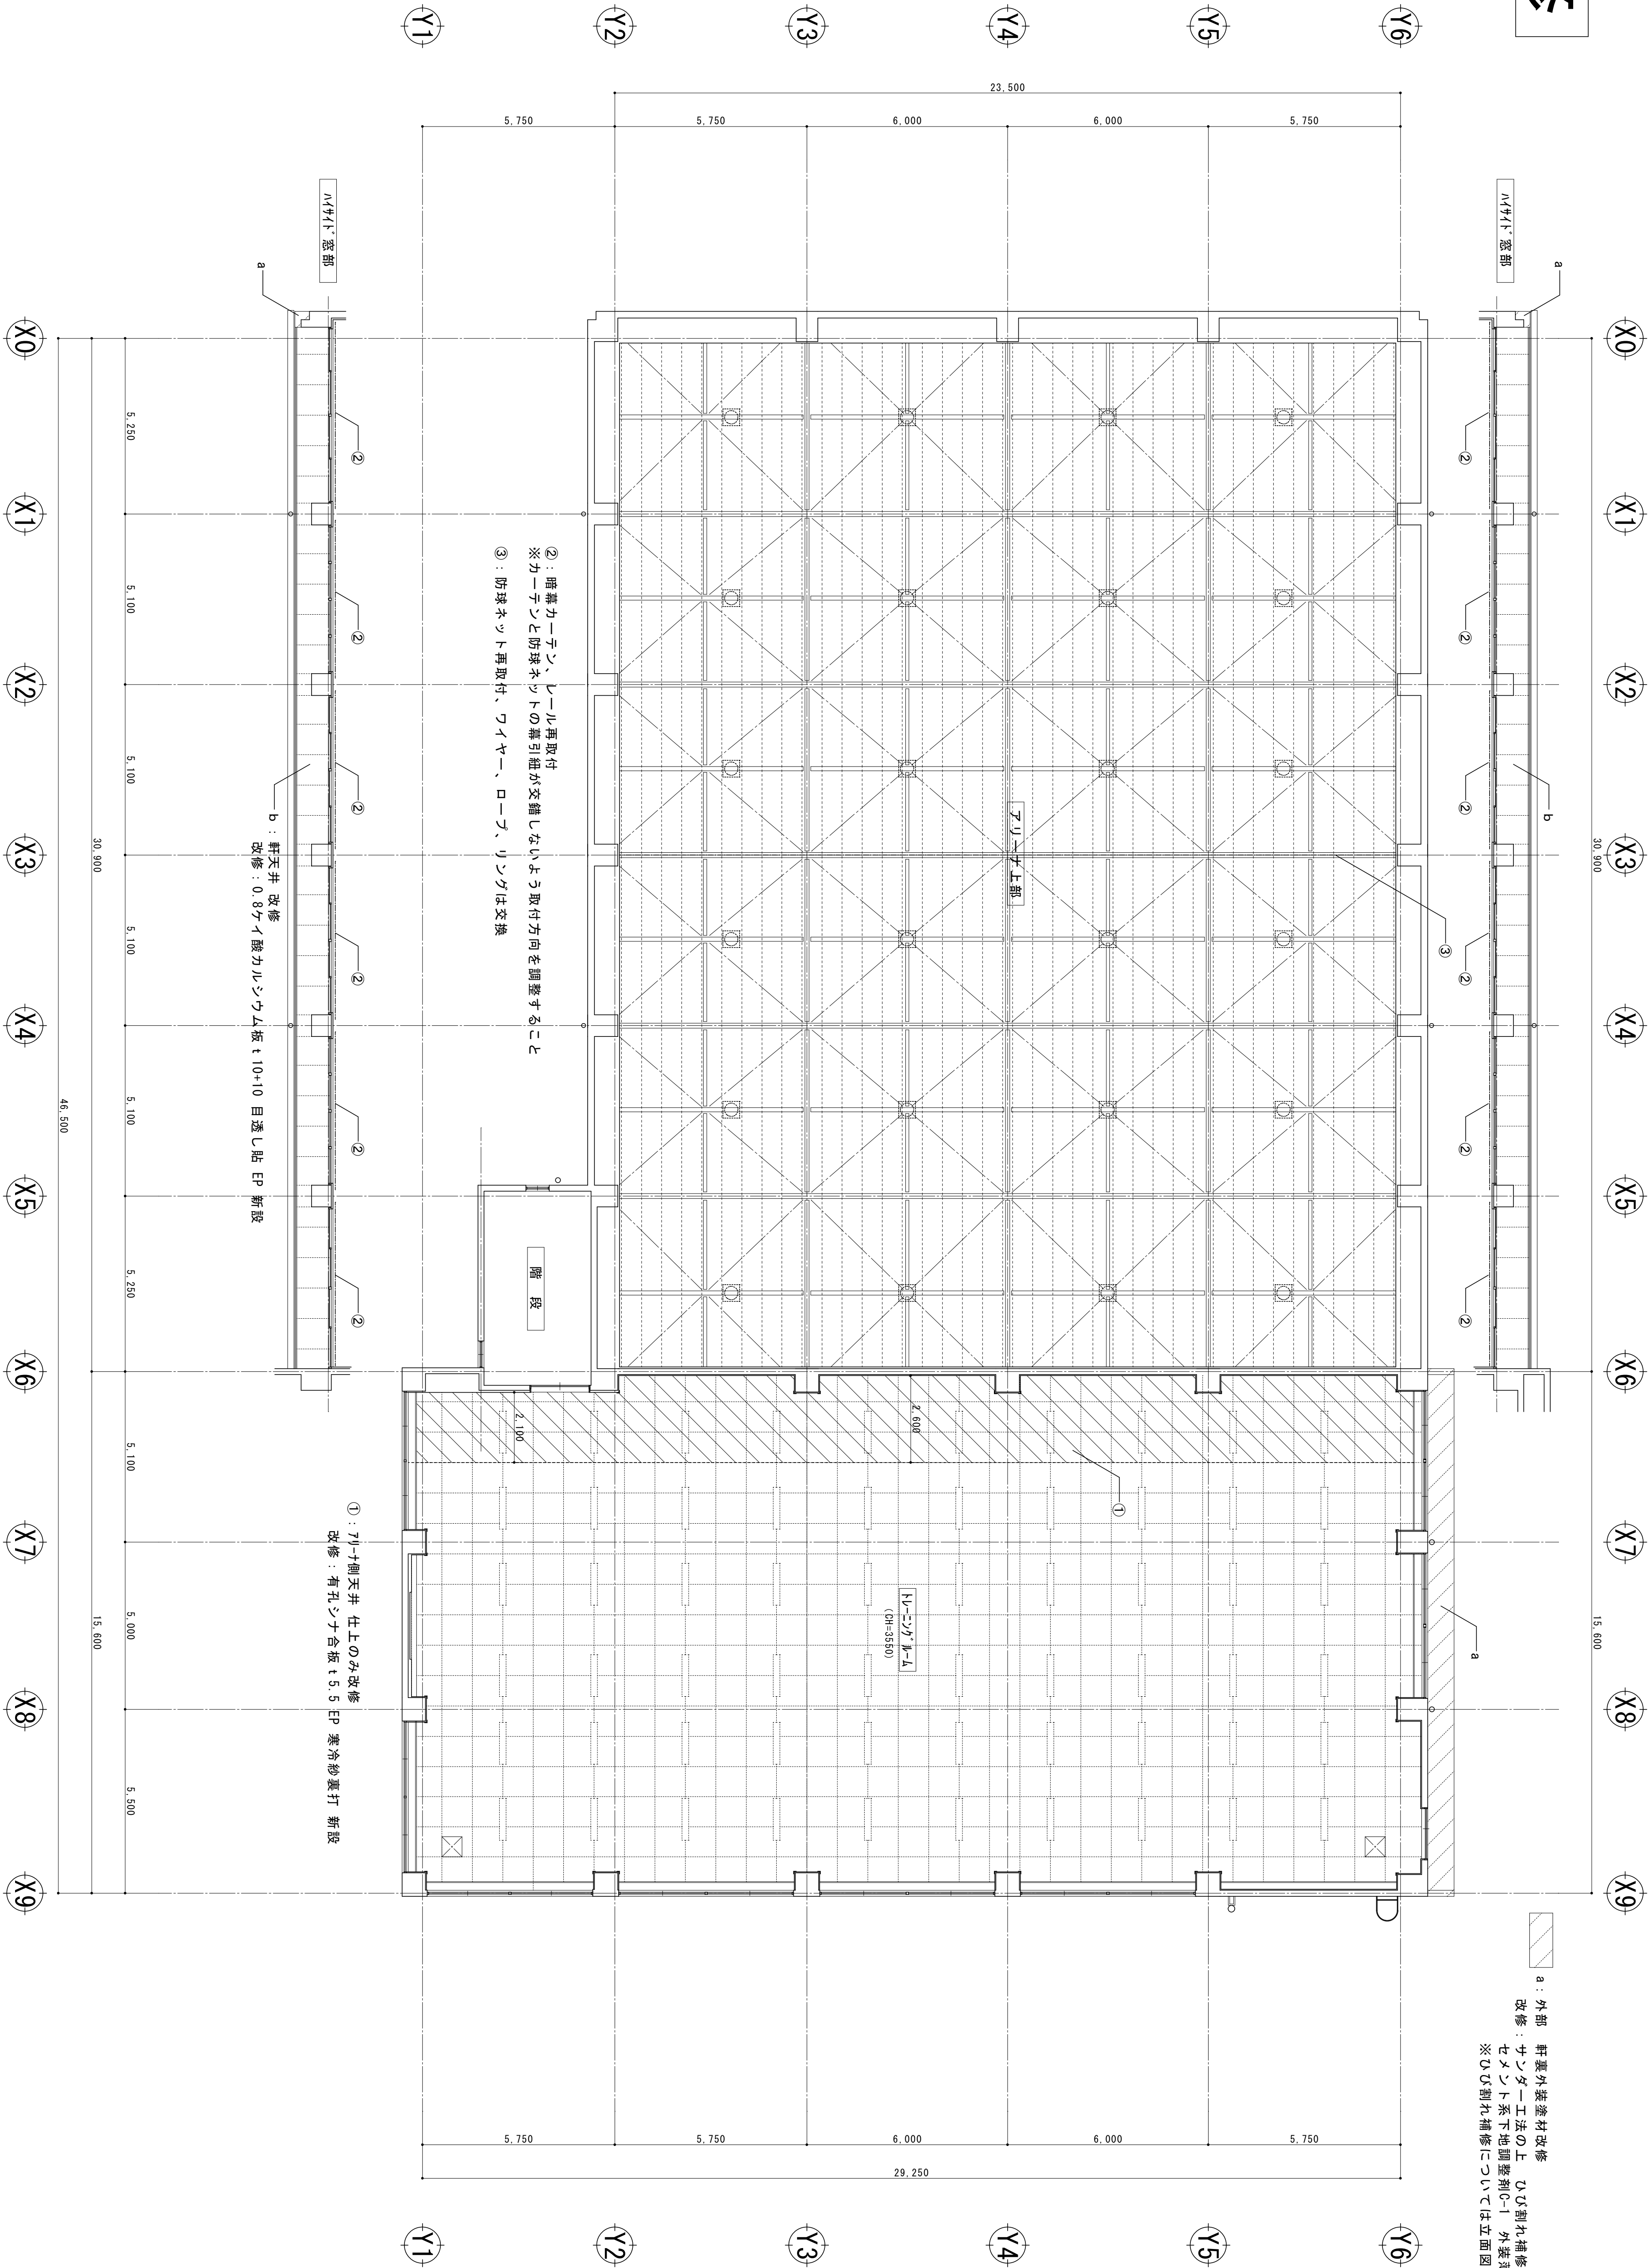 X0
X1
X2
X3
X4
X5
X6
X7
X8
X9
30,900
15,600
a
b
ハイサイド窓部
②
②
②
②
②
②
a
a：外部　軒裏外装塗材改修
改修：サンダー工法の上　ひび割れ補修
セメント系下地調整剤C-1　外装薄
※ひび割れ補修については立面図
Y6
Y5
Y4
Y3
Y2
Y1
23,500
5,750
6,000
6,000
5,750
5,750
③
アリーナ上部
①
2,600
2,100
トレーニングルーム
(CH=3550)
階　段
5,750
6,000
6,000
5,750
5,750
29,250
Y6
Y5
Y4
Y3
Y2
Y1
②：暗幕カーテン、レール再取付
※カーテンと防球ネットの幕引紐が交錯しないよう取付方向を調整すること
③：防球ネット再取付、ワイヤー、ロープ、リングは交換
①：アリーナ側天井 仕上のみ改修
改修：有孔シナ合板 t5.5 EP 寒冷紗裏打 新設
ハイサイド窓部
②
②
②
②
②
②
a
b：軒天井 改修
改修：0.8ケイ酸カルシウム板 t10+10 目透し貼 EP 新設
5,250
5,100
5,100
5,100
5,100
5,250
5,100
5,000
5,500
30,900
15,600
46,500
X0
X1
X2
X3
X4
X5
X6
X7
X8
X9